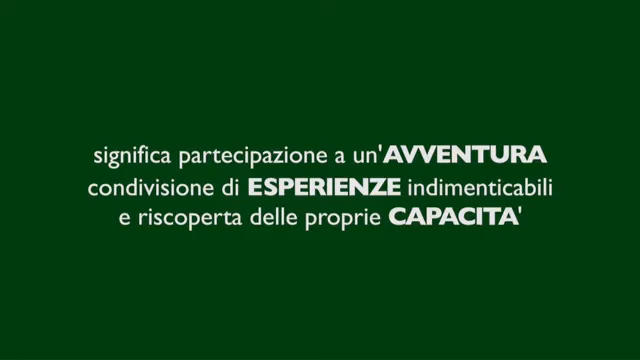 significa partecipazione a un'AVVENTURA
condivisione di ESPERIENZE indimenticabili
e riscoperta delle proprie CAPACITA'